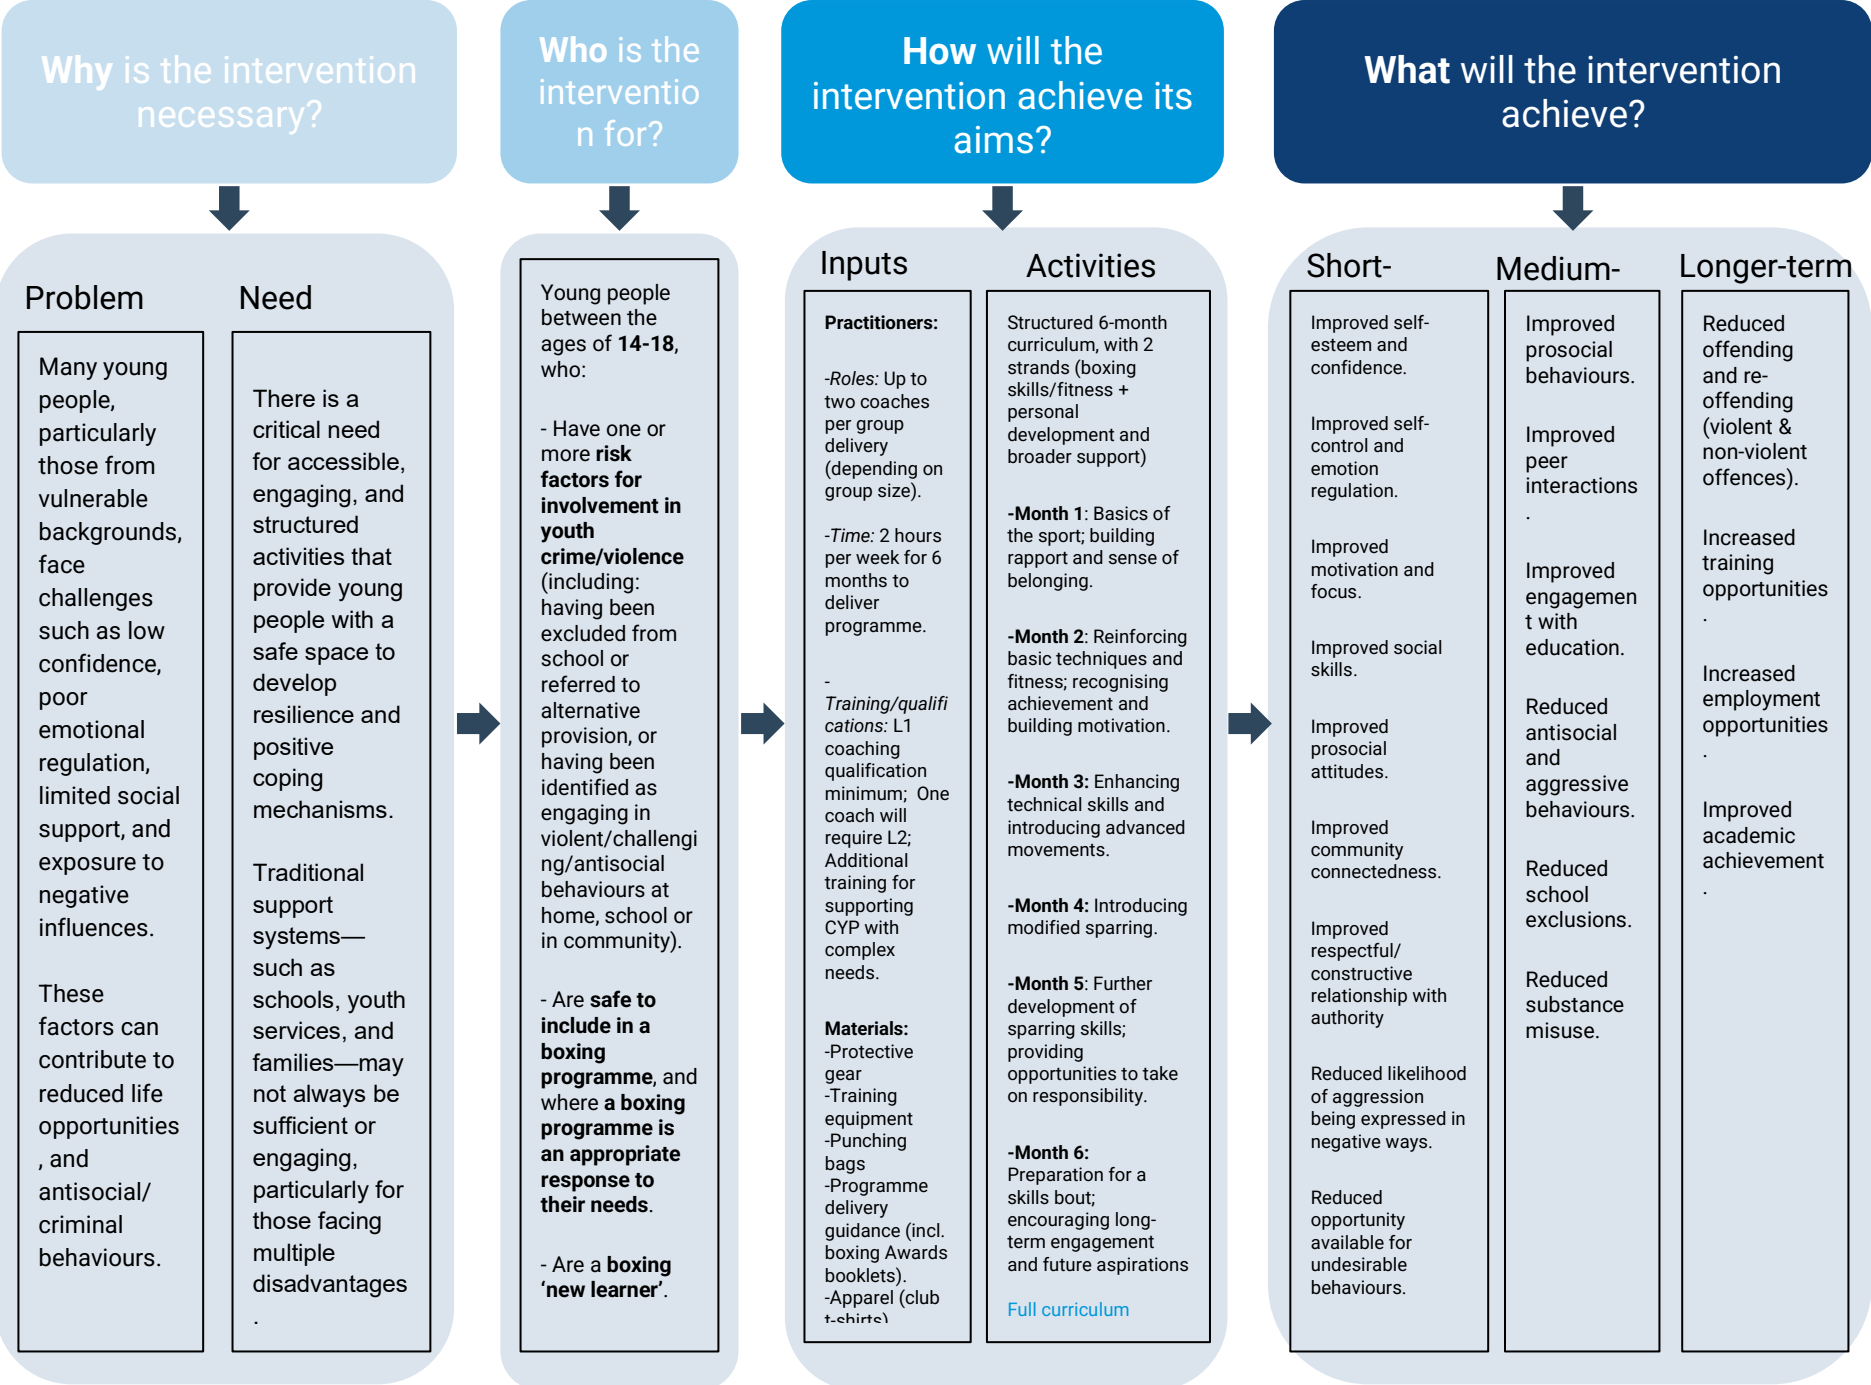 Why is the intervention
necessary?
Who is the
interventio
n for?
How will the
intervention achieve its
aims?
What will the intervention
achieve?
Problem
Many young
people,
particularly
those from
vulnerable
backgrounds,
face
challenges
such as low
confidence,
poor
emotional
regulation,
limited social
support, and
exposure to
negative
influences.
These
factors can
contribute to
reduced life
opportunities
, and
antisocial/
criminal
behaviours.
Need
There is a
critical need
for accessible,
engaging, and
structured
activities that
provide young
people with a
safe space to
develop
resilience and
positive
coping
mechanisms.
Traditional
support
systems—
such as
schools, youth
services, and
families—may
not always be
sufficient or
engaging,
particularly for
those facing
multiple
disadvantages
.
Young people
between the
ages of 14-18,
who:
- Have one or
more risk
factors for
involvement in
youth
crime/violence
(including:
having been
excluded from
school or
referred to
alternative
provision, or
having been
identified as
engaging in
violent/challengi
ng/antisocial
behaviours at
home, school or
in community).
- Are safe to
include in a
boxing
programme, and
where a boxing
programme is
an appropriate
response to
their needs.
- Are a boxing
‘new learner’.
Inputs
Practitioners:
-Roles: Up to
two coaches
per group
delivery
(depending on
group size).
-Time: 2 hours
per week for 6
months to
deliver
programme.
-
Training/qualifi
cations: L1
coaching
qualification
minimum; One
coach will
require L2;
Additional
training for
supporting
CYP with
complex
needs.
Materials:
-Protective
gear
-Training
equipment
-Punching
bags
-Programme
delivery
guidance (incl.
boxing Awards
booklets).
-Apparel (club
t-shirts)
Activities
Structured 6-month
curriculum, with 2
strands (boxing
skills/fitness +
personal
development and
broader support)
-Month 1: Basics of
the sport; building
rapport and sense of
belonging.
-Month 2: Reinforcing
basic techniques and
fitness; recognising
achievement and
building motivation.
-Month 3: Enhancing
technical skills and
introducing advanced
movements.
-Month 4: Introducing
modified sparring.
-Month 5: Further
development of
sparring skills;
providing
opportunities to take
on responsibility.
-Month 6:
Preparation for a
skills bout;
encouraging long-
term engagement
and future aspirations
Full curriculum
Short-
Improved self-
esteem and
confidence.
Improved self-
control and
emotion
regulation.
Improved
motivation and
focus.
Improved social
skills.
Improved
prosocial
attitudes.
Improved
community
connectedness.
Improved
respectful/
constructive
relationship with
authority
Reduced likelihood
of aggression
being expressed in
negative ways.
Reduced
opportunity
available for
undesirable
behaviours.
Medium-
Improved
prosocial
behaviours.
Improved
peer
interactions
.
Improved
engagemen
t with
education.
Reduced
antisocial
and
aggressive
behaviours.
Reduced
school
exclusions.
Reduced
substance
misuse.
Longer-term
Reduced
offending
and re-
offending
(violent &
non-violent
offences).
Increased
training
opportunities
.
Increased
employment
opportunities
.
Improved
academic
achievement
.